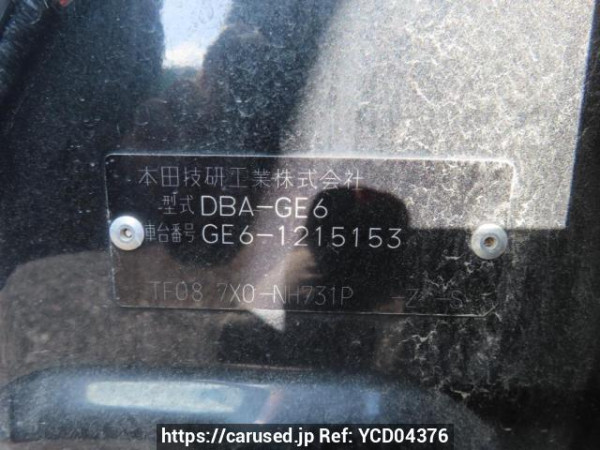 本田技研工業株式会社
型式 DBA-GE6
車台番号 GE6-1215153
TF08 7X0-NH731P
https://carused.jp Ref: YCD04376